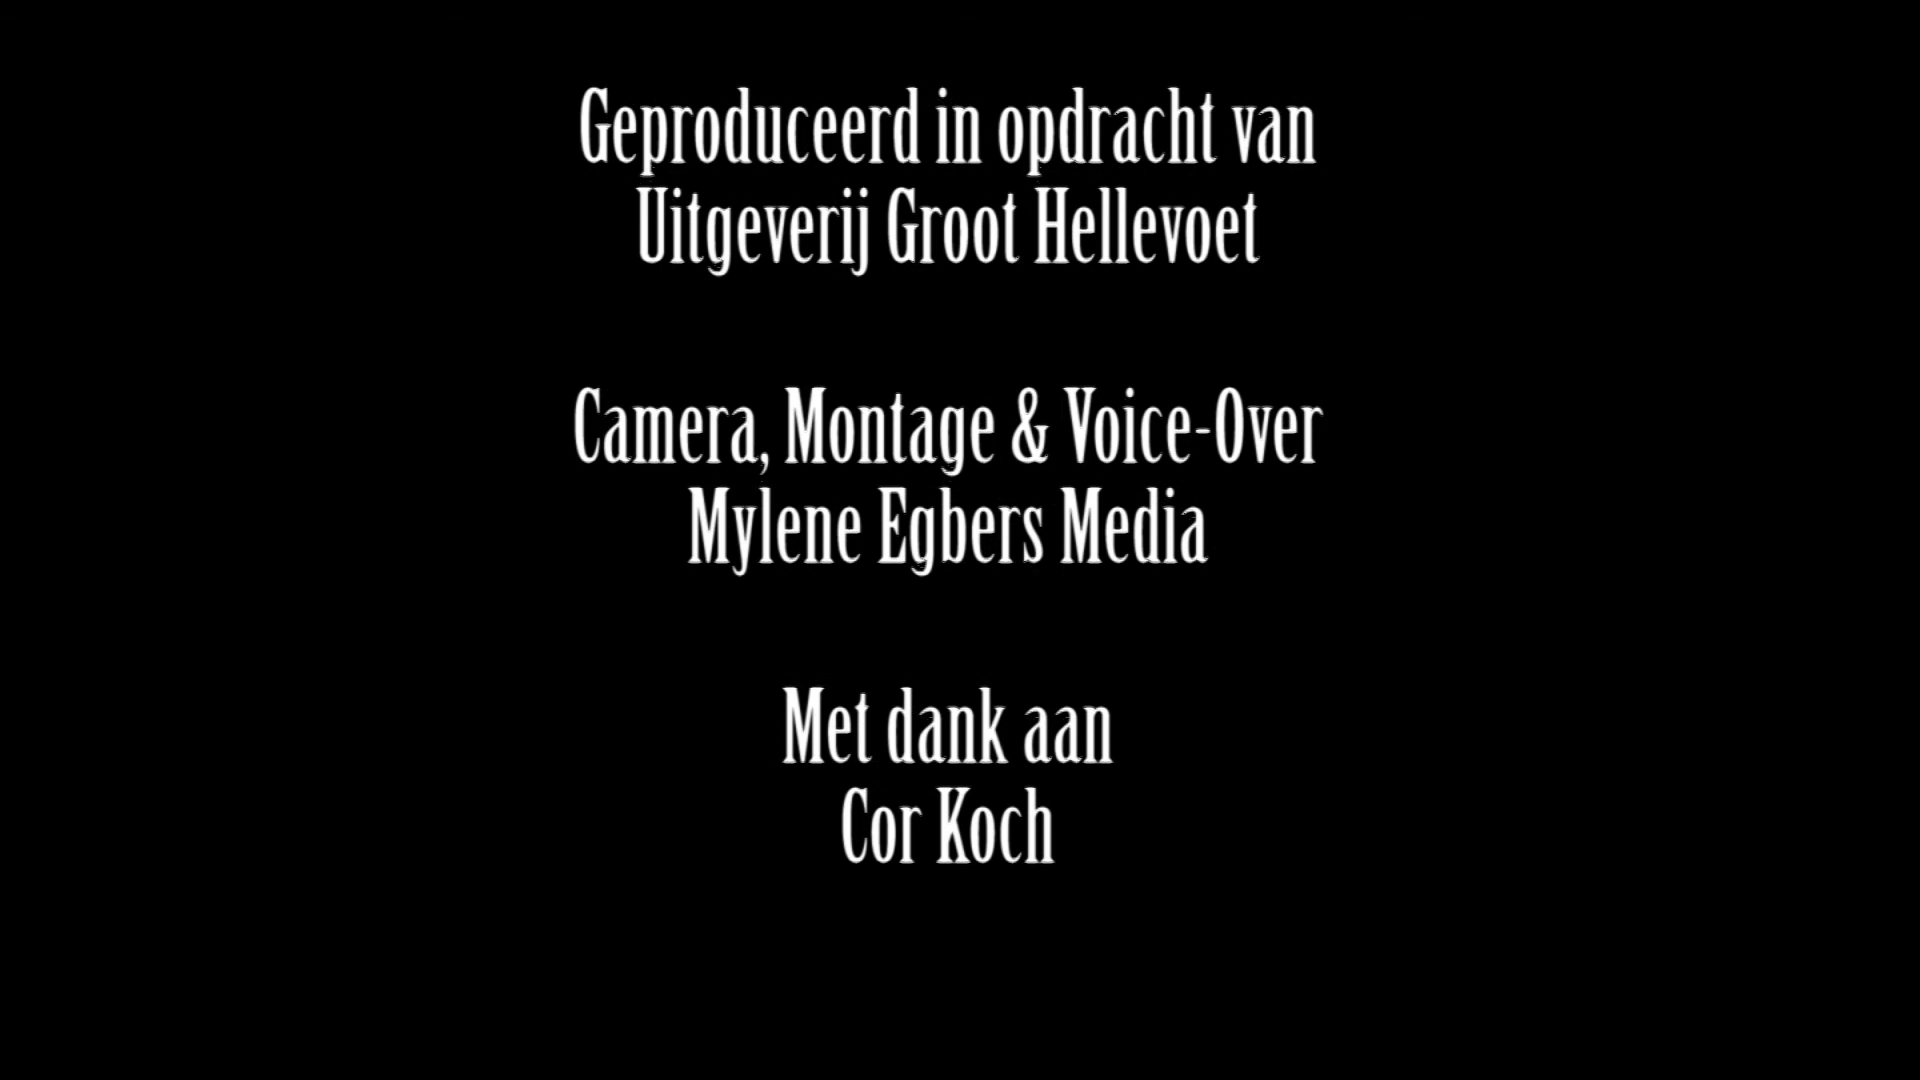 Geproduceerd in opdracht van
Uitgeverij Groot Hellevoet
Camera, Montage & Voice-Over
Mylene Egbers Media
Met dank aan
Cor Koch